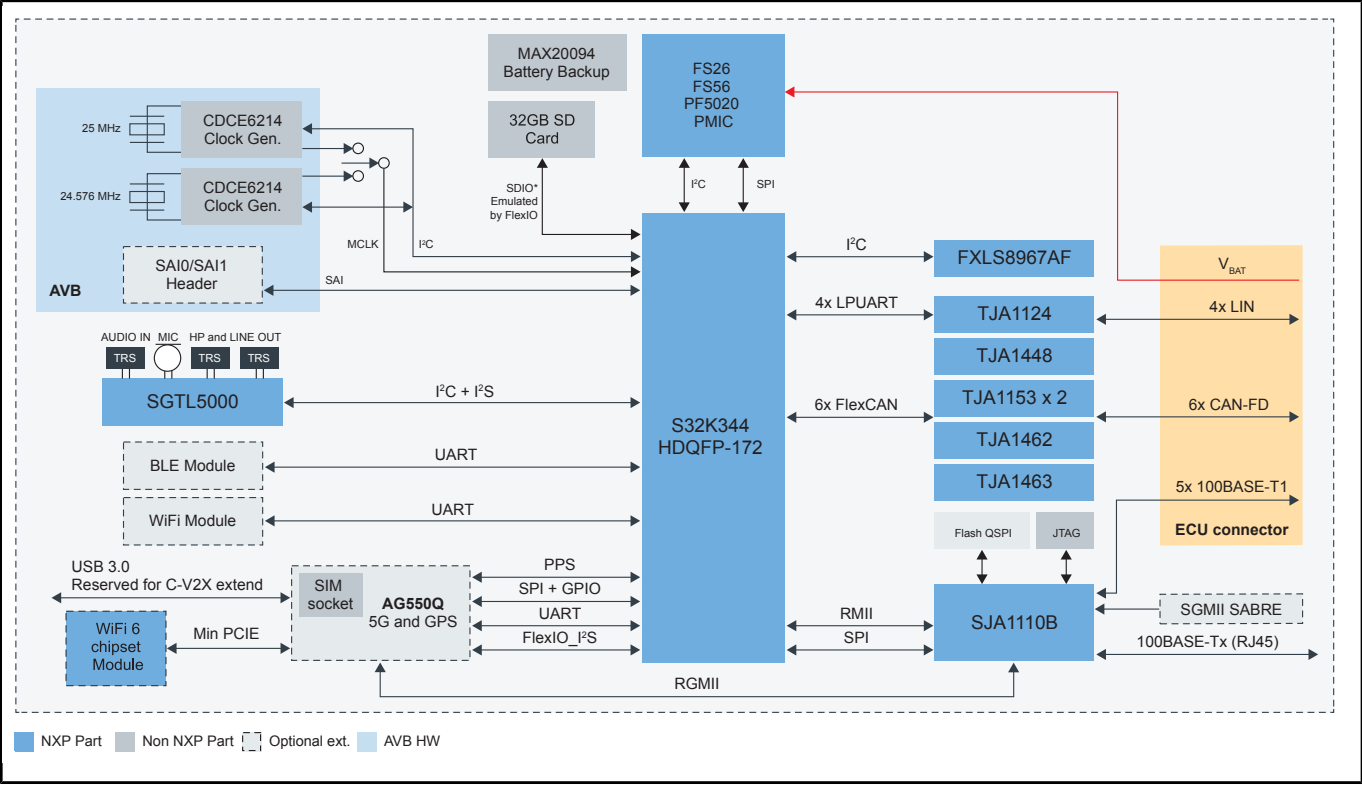 MAX20094
Battery Backup
32GB SD
Card
SDIO*
Emulated
by FlexIO
FS26
FS56
PF5020
PMIC
I²C
SPI
25 MHz
CDCE6214
Clock Gen.
24.576 MHz
CDCE6214
Clock Gen.
MCLK
I²C
SAI0/SAI1
Header
SAI
AVB
AUDIO IN
MIC
HP and LINE OUT
TRS
TRS
TRS
SGTL5000
I²C + I²S
BLE Module
UART
WiFi Module
UART
USB 3.0
Reserved for C-V2X extend
SIM
socket
AG550Q
5G and GPS
PPS
SPI + GPIO
UART
FlexIO_I²S
WiFi 6
chipset
Module
Min PCIE
RGMII
S32K344
HDQFP-172
I²C
FXLS8967AF
4x LPUART
TJA1124
TJA1448
6x FlexCAN
TJA1153 x 2
TJA1462
TJA1463
Flash QSPI
JTAG
RMII
SPI
SJA1110B
VBAT
4x LIN
6x CAN-FD
5x 100BASE-T1
ECU connector
SGMII SABRE
100BASE-Tx (RJ45)
NXP Part
Non NXP Part
Optional ext.
AVB HW